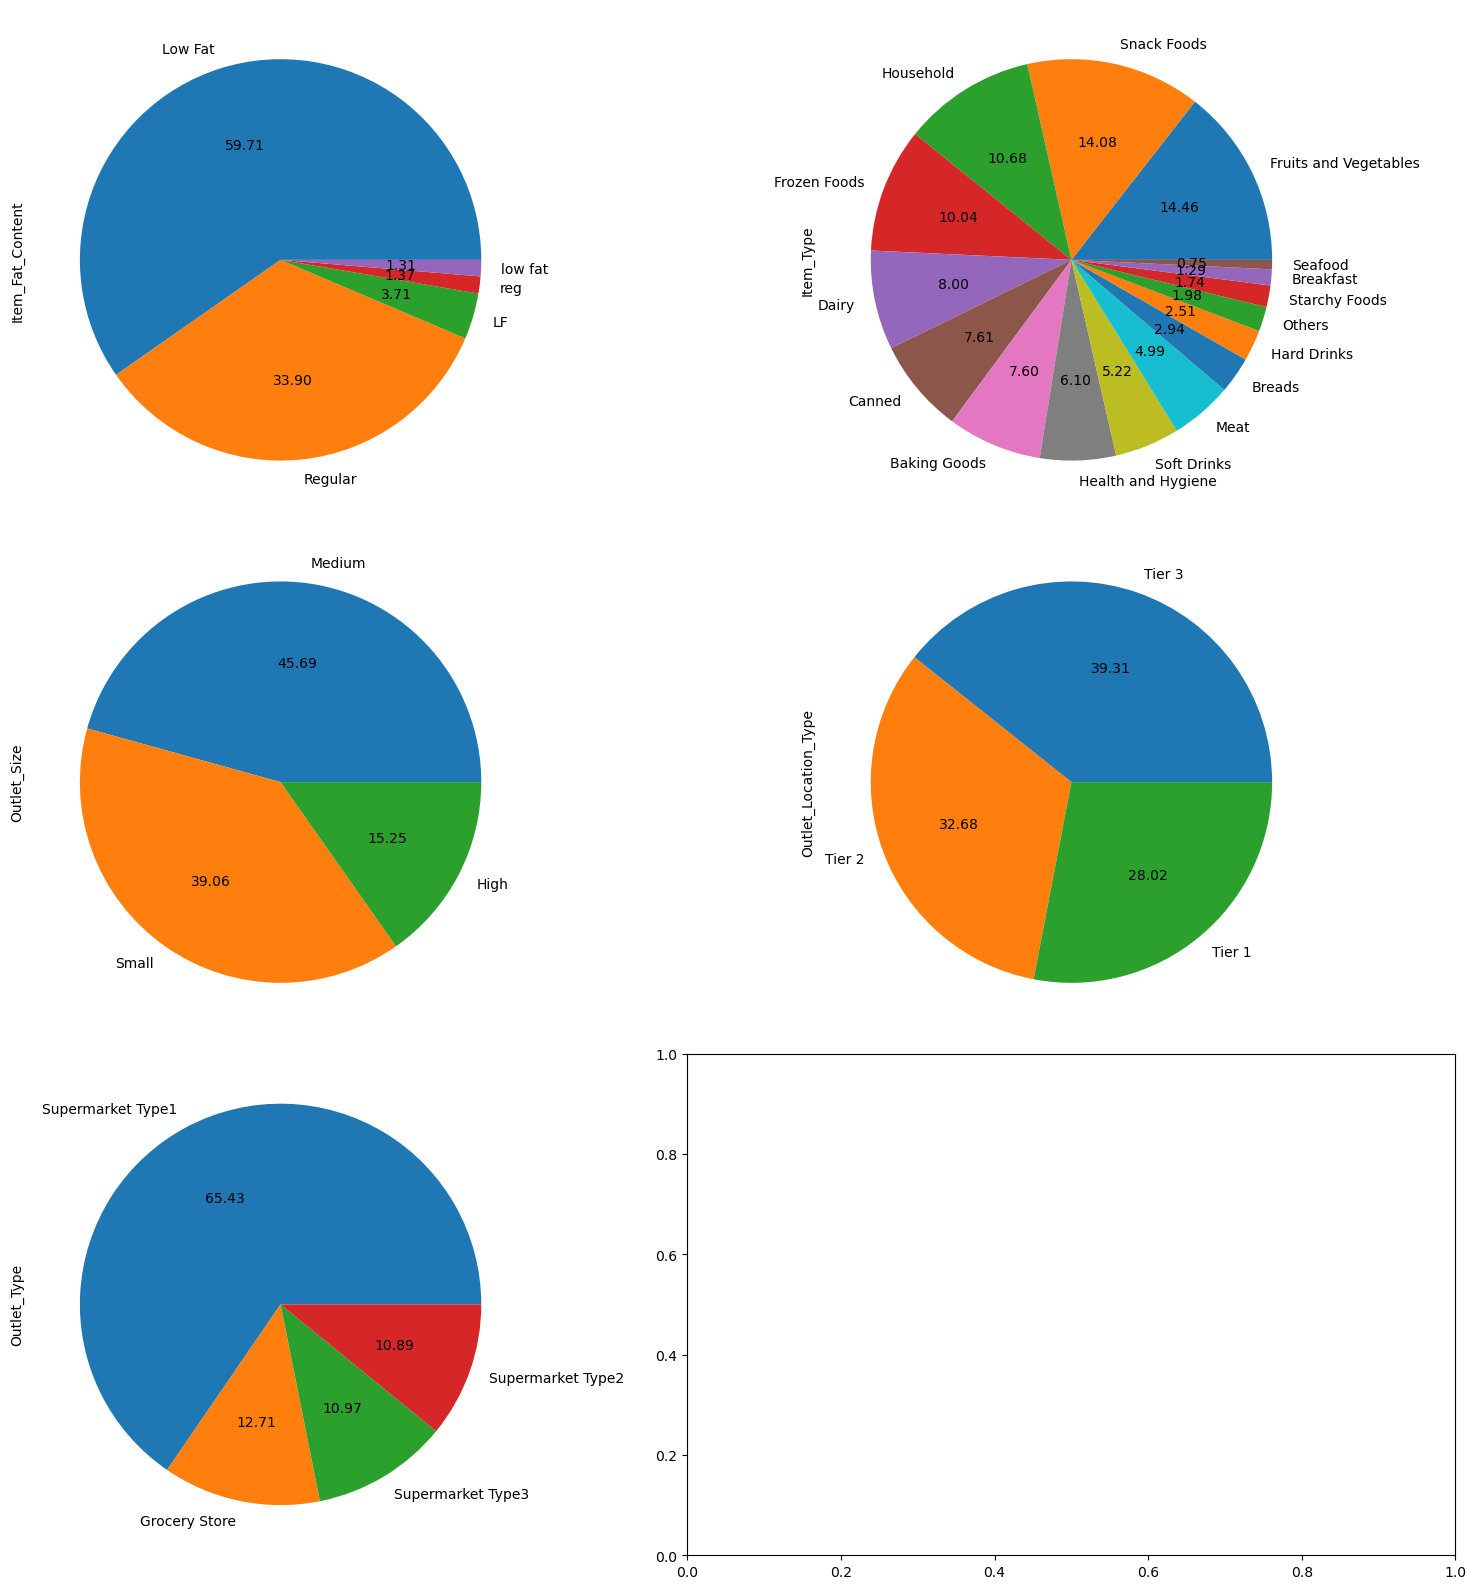 Low Fat
59.71
Item_Fat_Content
1.31
low fat
1.37
reg
3.71
LF
33.90
Regular
Snack Foods
Household
14.08
10.68
Fruits and Vegetables
Frozen Foods
14.46
10.04
Item_Type
0.75
Seafood
1.29
Breakfast
8.00
1.74
Starchy Foods
Dairy
1.98
2.51
Others
7.61
2.94
4.99
Hard Drinks
7.60
6.10
5.22
Breads
Canned
Meat
Baking Goods
Soft Drinks
Health and Hygiene
Medium
45.69
Outlet_Size
15.25
39.06
High
Small
Tier 3
39.31
Outlet_Location_Type
32.68
Tier 2
28.02
Tier 1
Supermarket Type1
65.43
Outlet_Type
10.89
Supermarket Type2
10.97
12.71
Supermarket Type3
Grocery Store
1.0
0.8
0.6
0.4
0.2
0.0
0.0 0.2 0.4 0.6 0.8 1.0